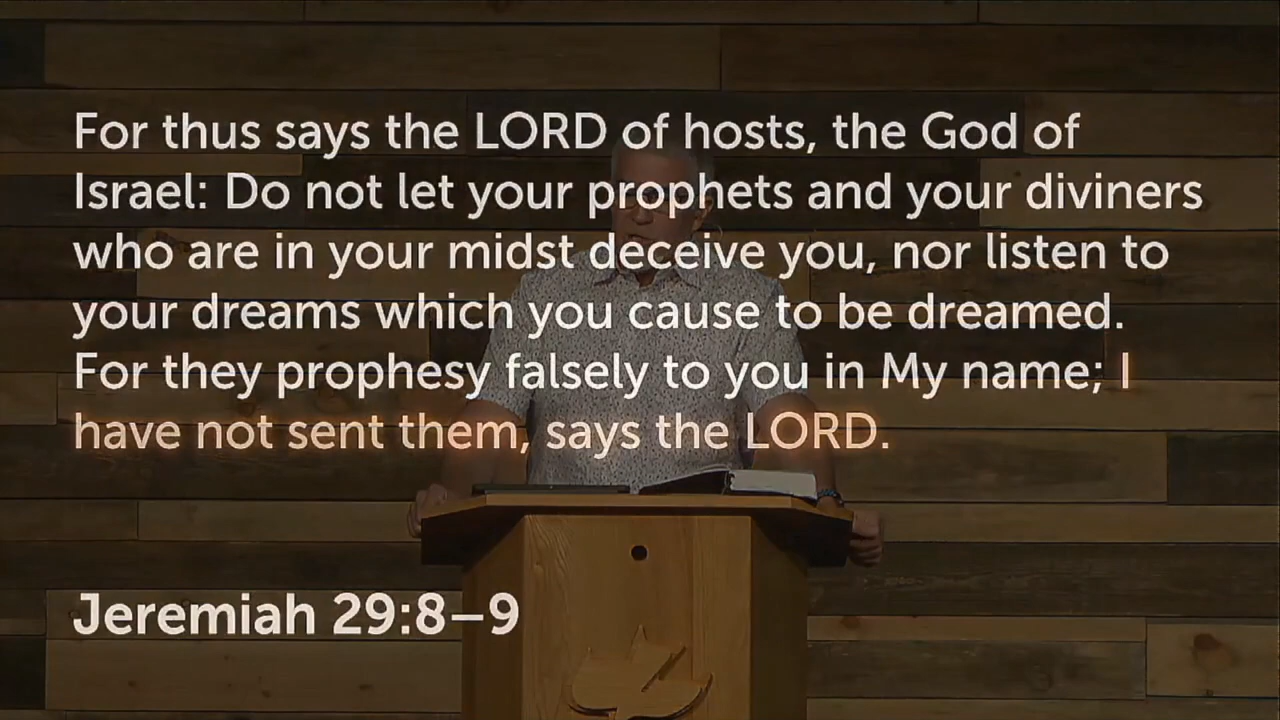 For thus says the LORD of hosts, the God of
Israel: Do not let your prophets and your diviners
who are in your midst deceive you, nor listen to
your dreams which you cause to be dreamed.
For they prophesy falsely to you in My name; I
have not sent them, says the LORD.
Jeremiah 29:8–9